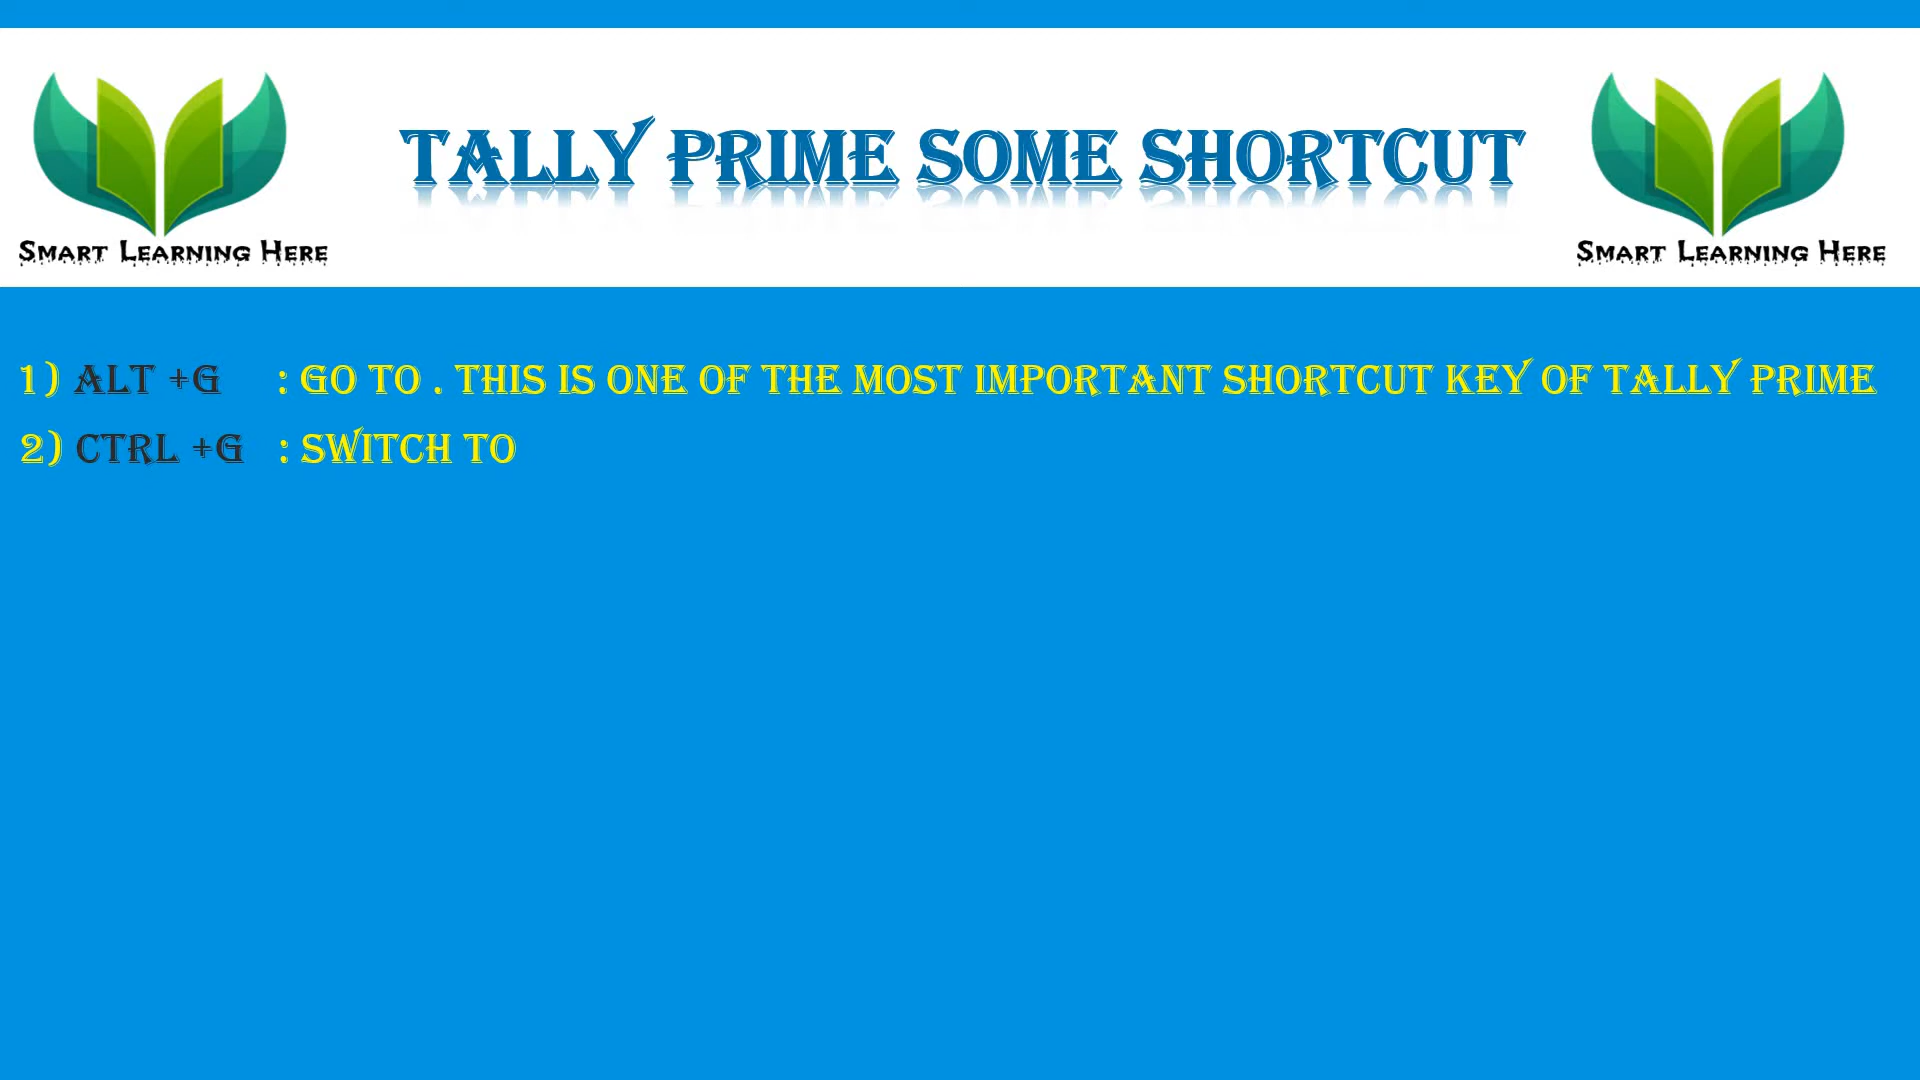 TALLY PRIME SOME SHORTCUT
SMART LEARNING HERE
SMART LEARNING HERE
1) ALT +G : GO TO . THIS IS ONE OF THE MOST IMPORTANT SHORTCUT KEY OF TALLY PRIME
2) CTRL +G : SWITCH TO